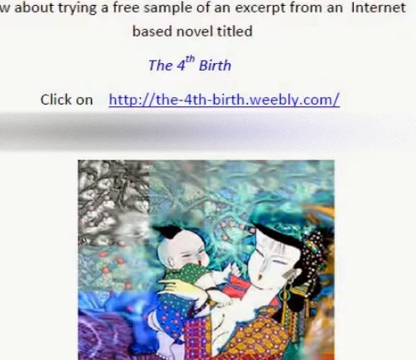 w about trying a free sample of an excerpt from an Internet
based novel titled
The 4th Birth
Click on http://the-4th-birth.weebly.com/